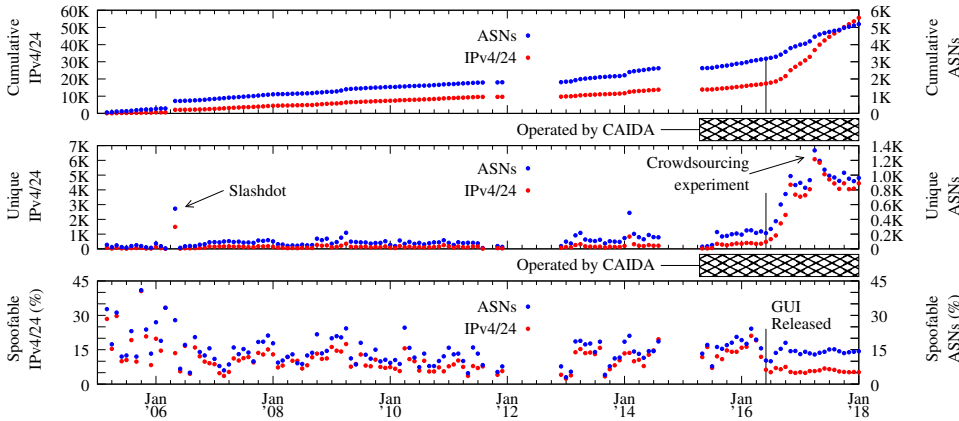 60K
50K
40K
30K
20K
10K
0
Cumulative
IPv4/24
ASNs
IPv4/24
6K
5K
4K
3K
2K
1K
0
Cumulative
ASNs
Operated by CAIDA
7K
6K
5K
4K
3K
2K
1K
0
Unique
IPv4/24
Slashdot
ASNs
IPv4/24
Crowdsourcing
experiment
1.4K
1.2K
1.0K
0.8K
0.6K
0.4K
0.2K
0.2K
Unique
ASNs
Operated by CAIDA
45
30
15
0
Spoofable
IPv4/24 (%)
ASNs
IPv4/24
GUI
Released
45
30
15
0
Spoofable
ASNs (%)
Jan
'06
Jan
'08
Jan
'10
Jan
'12
Jan
'14
Jan
'16
Jan
'18